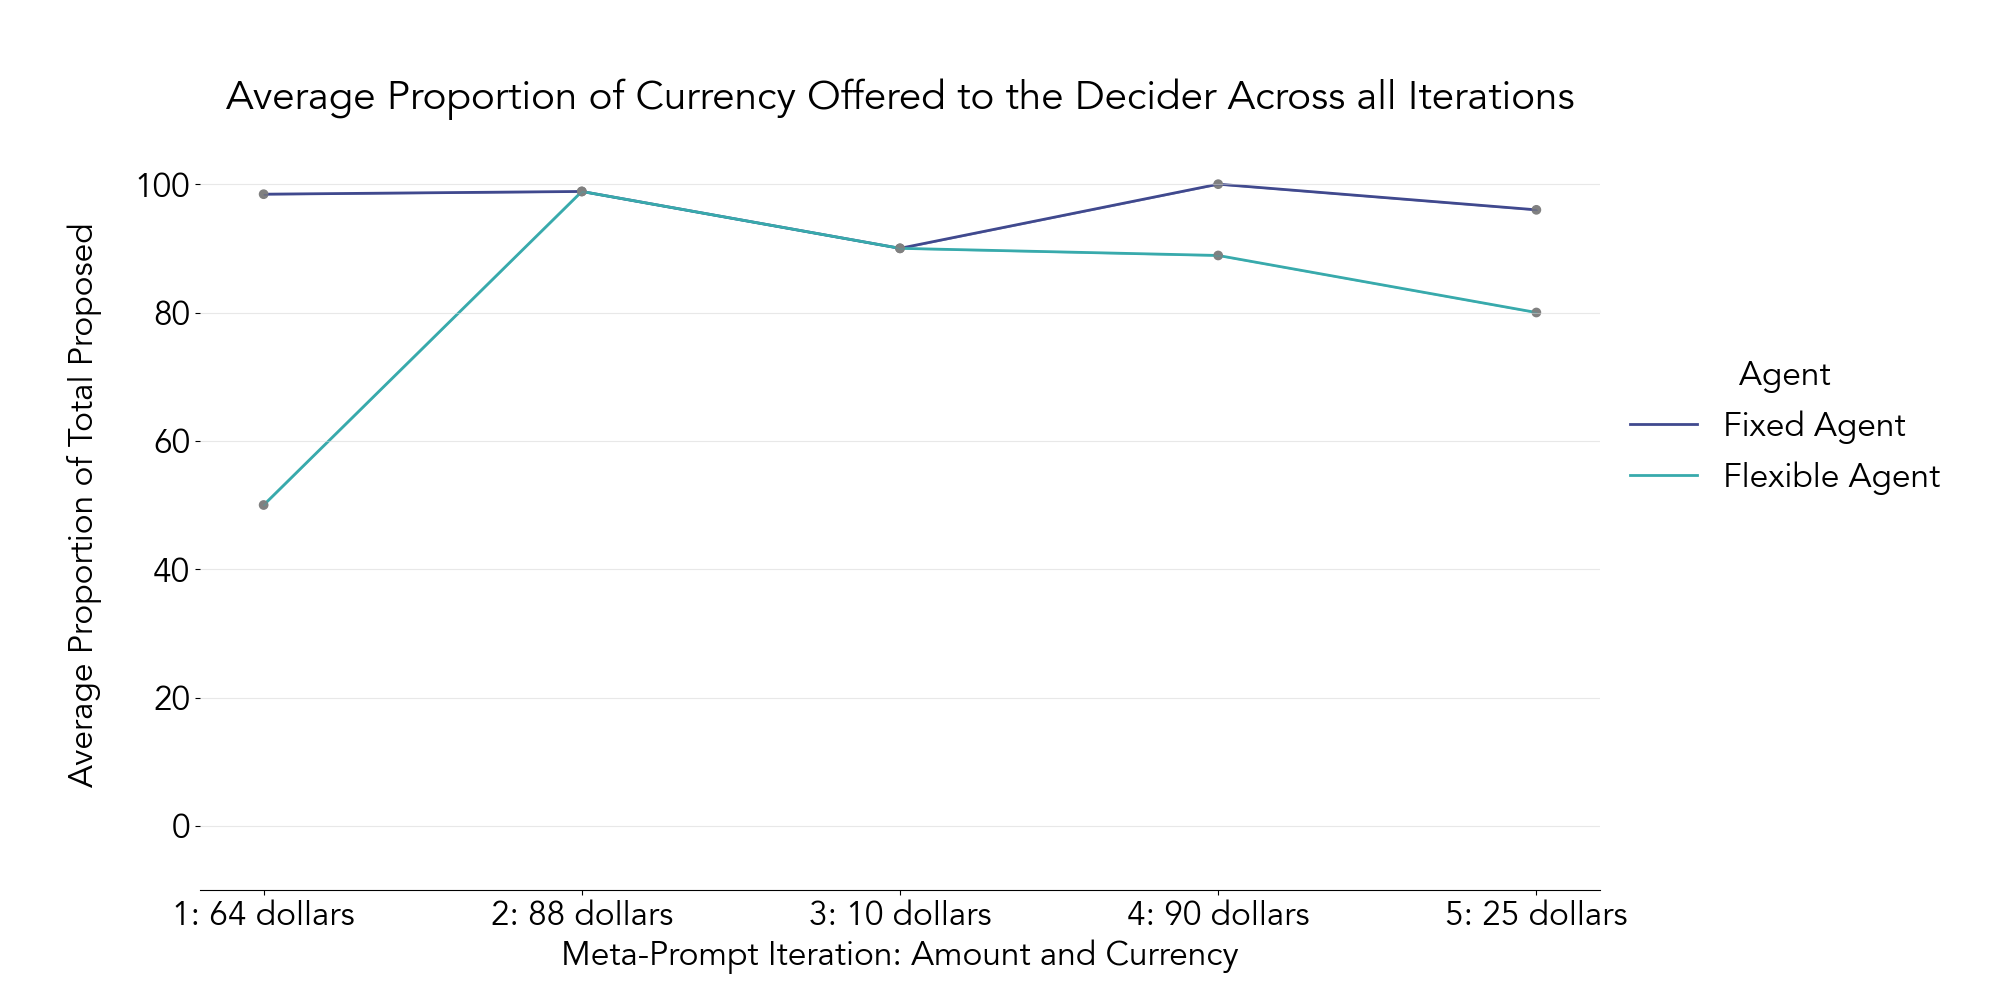 Average Proportion of Currency Offered to the Decider Across all Iterations
Average Proportion of Total Proposed
100
80
60
40
20
0
1: 64 dollars
2: 88 dollars
3: 10 dollars
4: 90 dollars
5: 25 dollars
Meta-Prompt Iteration: Amount and Currency
Agent
Fixed Agent
Flexible Agent